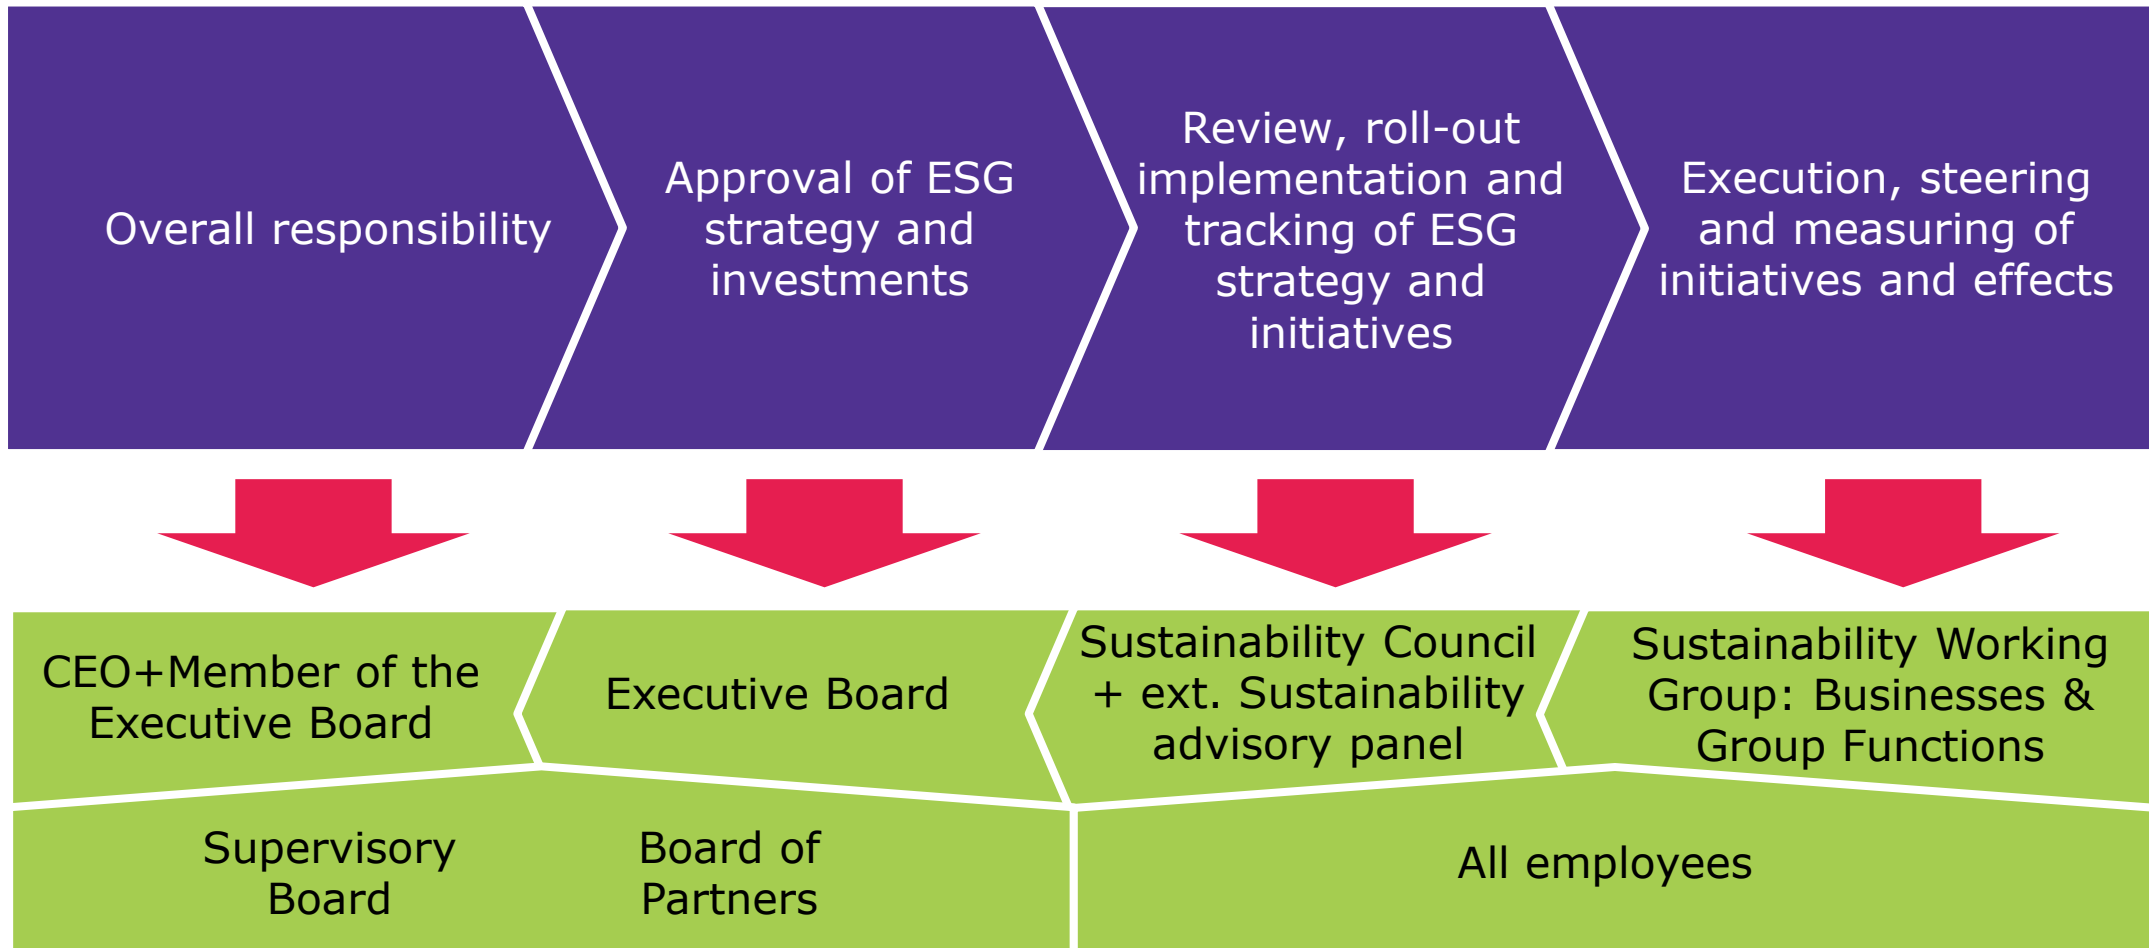 Overall responsibility
Approval of ESG
strategy and
investments
Review, roll-out
implementation and
tracking of ESG
strategy and
initiatives
Execution, steering
and measuring of
initiatives and effects
CEO+Member of the
Executive Board
Executive Board
Sustainability Council
+ ext. Sustainability
advisory panel
Sustainability Working
Group: Businesses &
Group Functions
Supervisory
Board
Board of
Partners
All employees